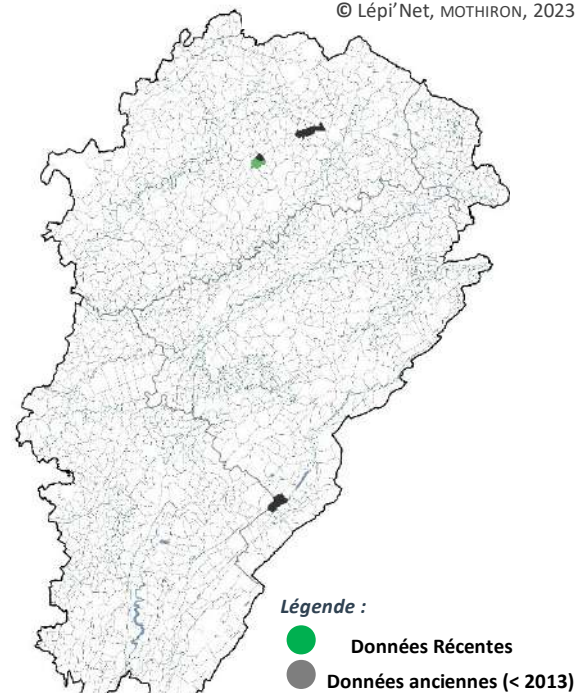 © Lépi’Net, MOTHIRON, 2023
Légende :
Données Récentes
Données anciennes (< 2013)